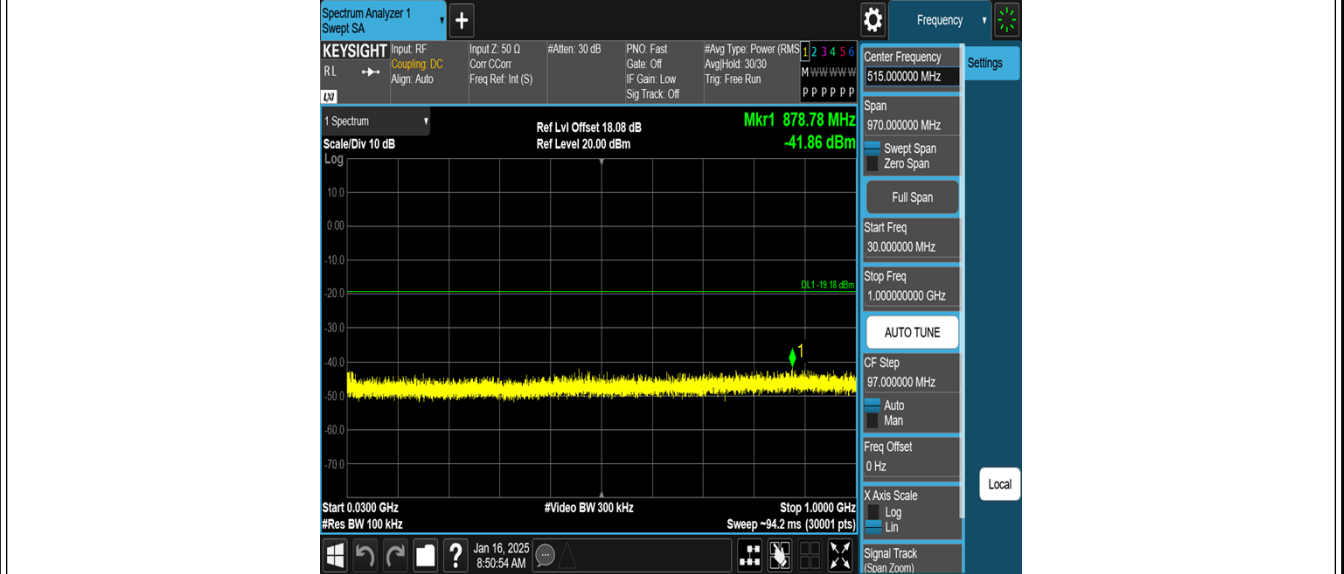 Spectrum Analyzer 1
Swept SA
+
Frequency
KEYSIGHT
RL
LXI
Input: RF
Coupling: DC
Align: Auto
Input Z: 50 Ω
Corr CCorr
Freq Ref: Int (S)
#Atten: 30 dB
PNO: Fast
Gate: Off
IF Gain: Low
Sig Track: Off
#Avg Type: Power (RMS
Avg|Hold: 30/30
Trig: Free Run
1 2 3 4 5 6
M W W W W W
P P P P P P
1 Spectrum
Scale/Div 10 dB
Log
Ref Lvl Offset 18.08 dB
Ref Level 20.00 dBm
Mkr1 878.78 MHz
-41.86 dBm
10.0
0.00
-10.0
-20.0
-30.0
-40.0
-50.0
-60.0
-70.0
DL1 -19.18 dBm
1
Start 0.0300 GHz
#Res BW 100 kHz
#Video BW 300 kHz
Stop 1.0000 GHz
Sweep ~94.2 ms (30001 pts)
?
Jan 16, 2025
8:50:54 AM
Center Frequency
515.000000 MHz
Span
970.000000 MHz
Swept Span
Zero Span
Full Span
Start Freq
30.000000 MHz
Stop Freq
1.000000000 GHz
AUTO TUNE
CF Step
97.000000 MHz
Auto
Man
Freq Offset
0 Hz
X Axis Scale
Log
Lin
Signal Track
(Span Zoom)
Settings
Local